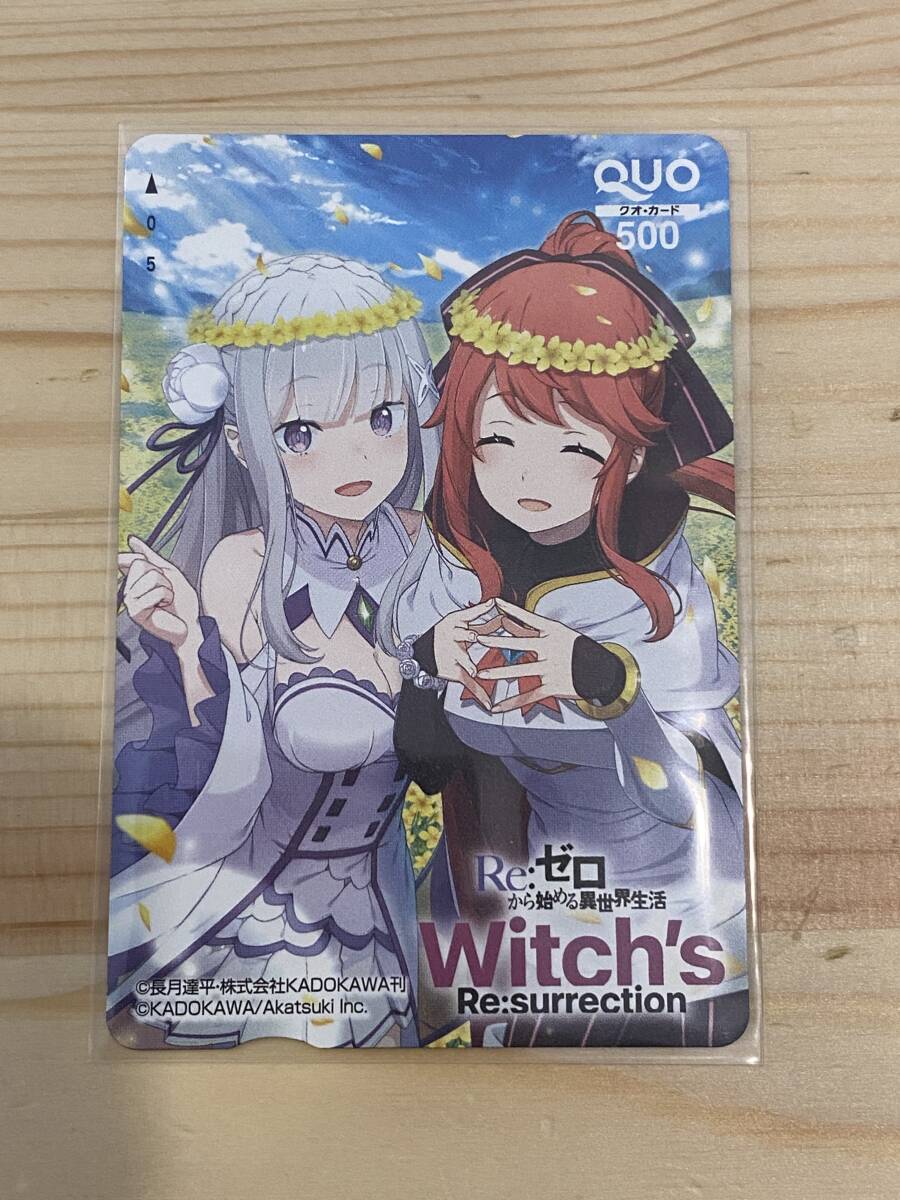 QUO
クオ・カード
500
0
5
Re:ゼロ
から始める異世界生活
Witch's
Re:surrection
©長月達平・株式会社KADOKAWA刊
©KADOKAWA/Akatsuki Inc.